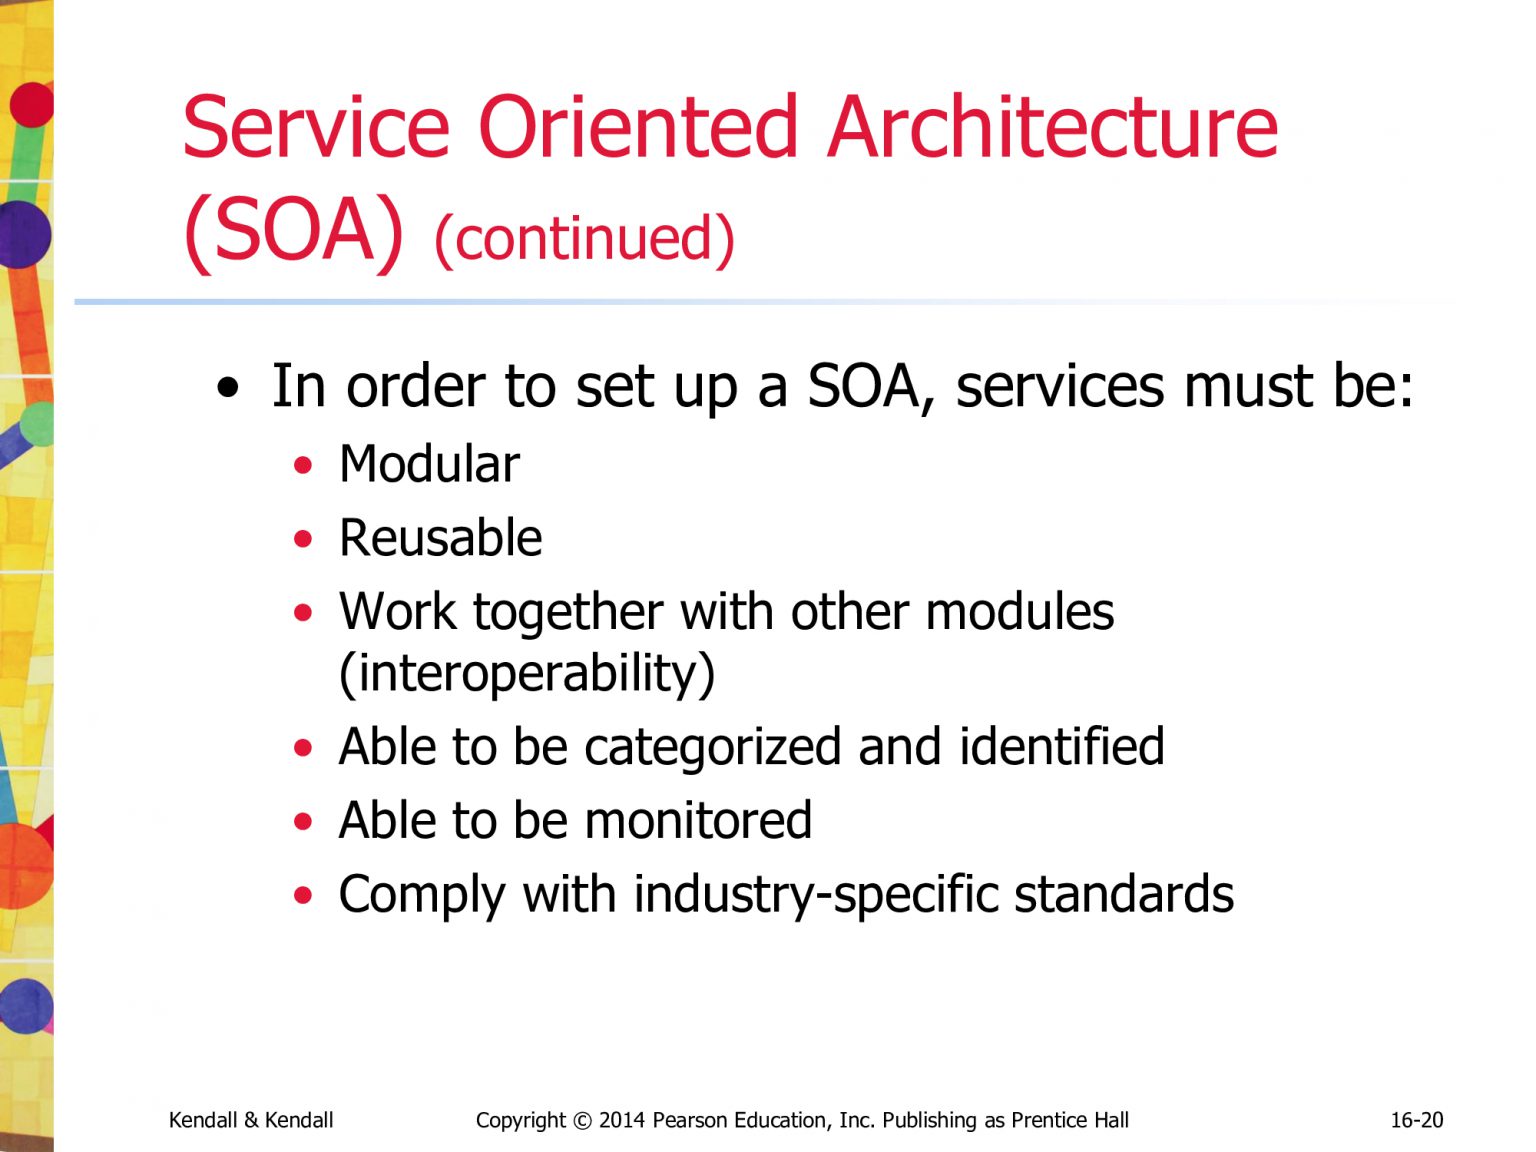 Service Oriented Architecture
(SOA) (continued)
• In order to set up a SOA, services must be:
• Modular
• Reusable
• Work together with other modules
(interoperability)
• Able to be categorized and identified
• Able to be monitored
• Comply with industry-specific standards
Kendall & Kendall Copyright © 2014 Pearson Education, Inc. Publishing as Prentice Hall 16-20